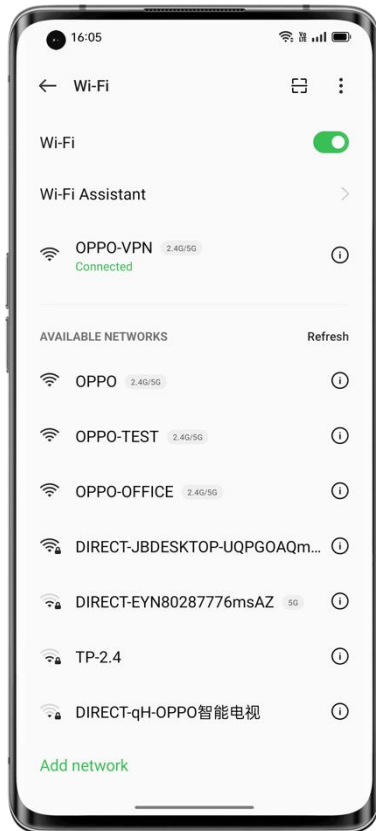 16:05
Wi-Fi
Wi-Fi
Wi-Fi Assistant
OPPO-VPN 2.4G/5G
Connected
AVAILABLE NETWORKS Refresh
OPPO 2.4G/5G
OPPO-TEST 2.4G/5G
OPPO-OFFICE 2.4G/5G
DIRECT-JBDESKTOP-UQPGOAQm...
DIRECT-EYN80287776msAZ 5G
TP-2.4
DIRECT-qH-OPPO智能电视
Add network